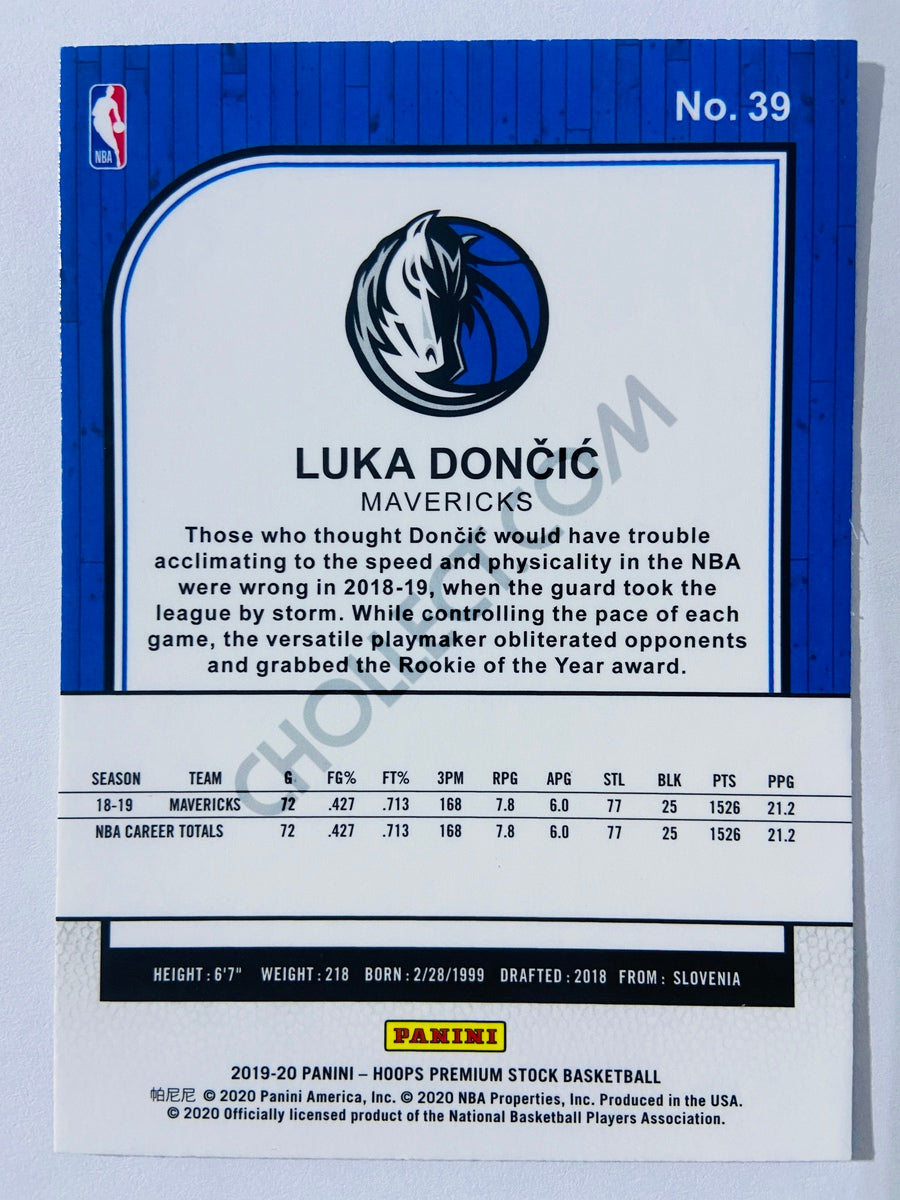 No. 39
NBA
LUKA DONČIĆ
MAVERICKS
Those who thought Dončić would have trouble
acclimating to the speed and physicality in the NBA
were wrong in 2018-19, when the guard took the
league by storm. While controlling the pace of each
game, the versatile playmaker obliterated opponents
and grabbed the Rookie of the Year award.
CHOLLECT.COM
SEASON TEAM G FG% FT% 3PM RPG APG STL BLK PTS PPG
18-19 MAVERICKS 72 .427 .713 168 7.8 6.0 77 25 1526 21.2
NBA CAREER TOTALS 72 .427 .713 168 7.8 6.0 77 25 1526 21.2
HEIGHT: 6'7" WEIGHT: 218 BORN: 2/28/1999 DRAFTED: 2018 FROM: SLOVENIA
PANINI
2019-20 PANINI – HOOPS PREMIUM STOCK BASKETBALL
帕尼尼 © 2020 Panini America, Inc. © 2020 NBA Properties, Inc. Produced in the USA.
© 2020 Officially licensed product of the National Basketball Players Association.